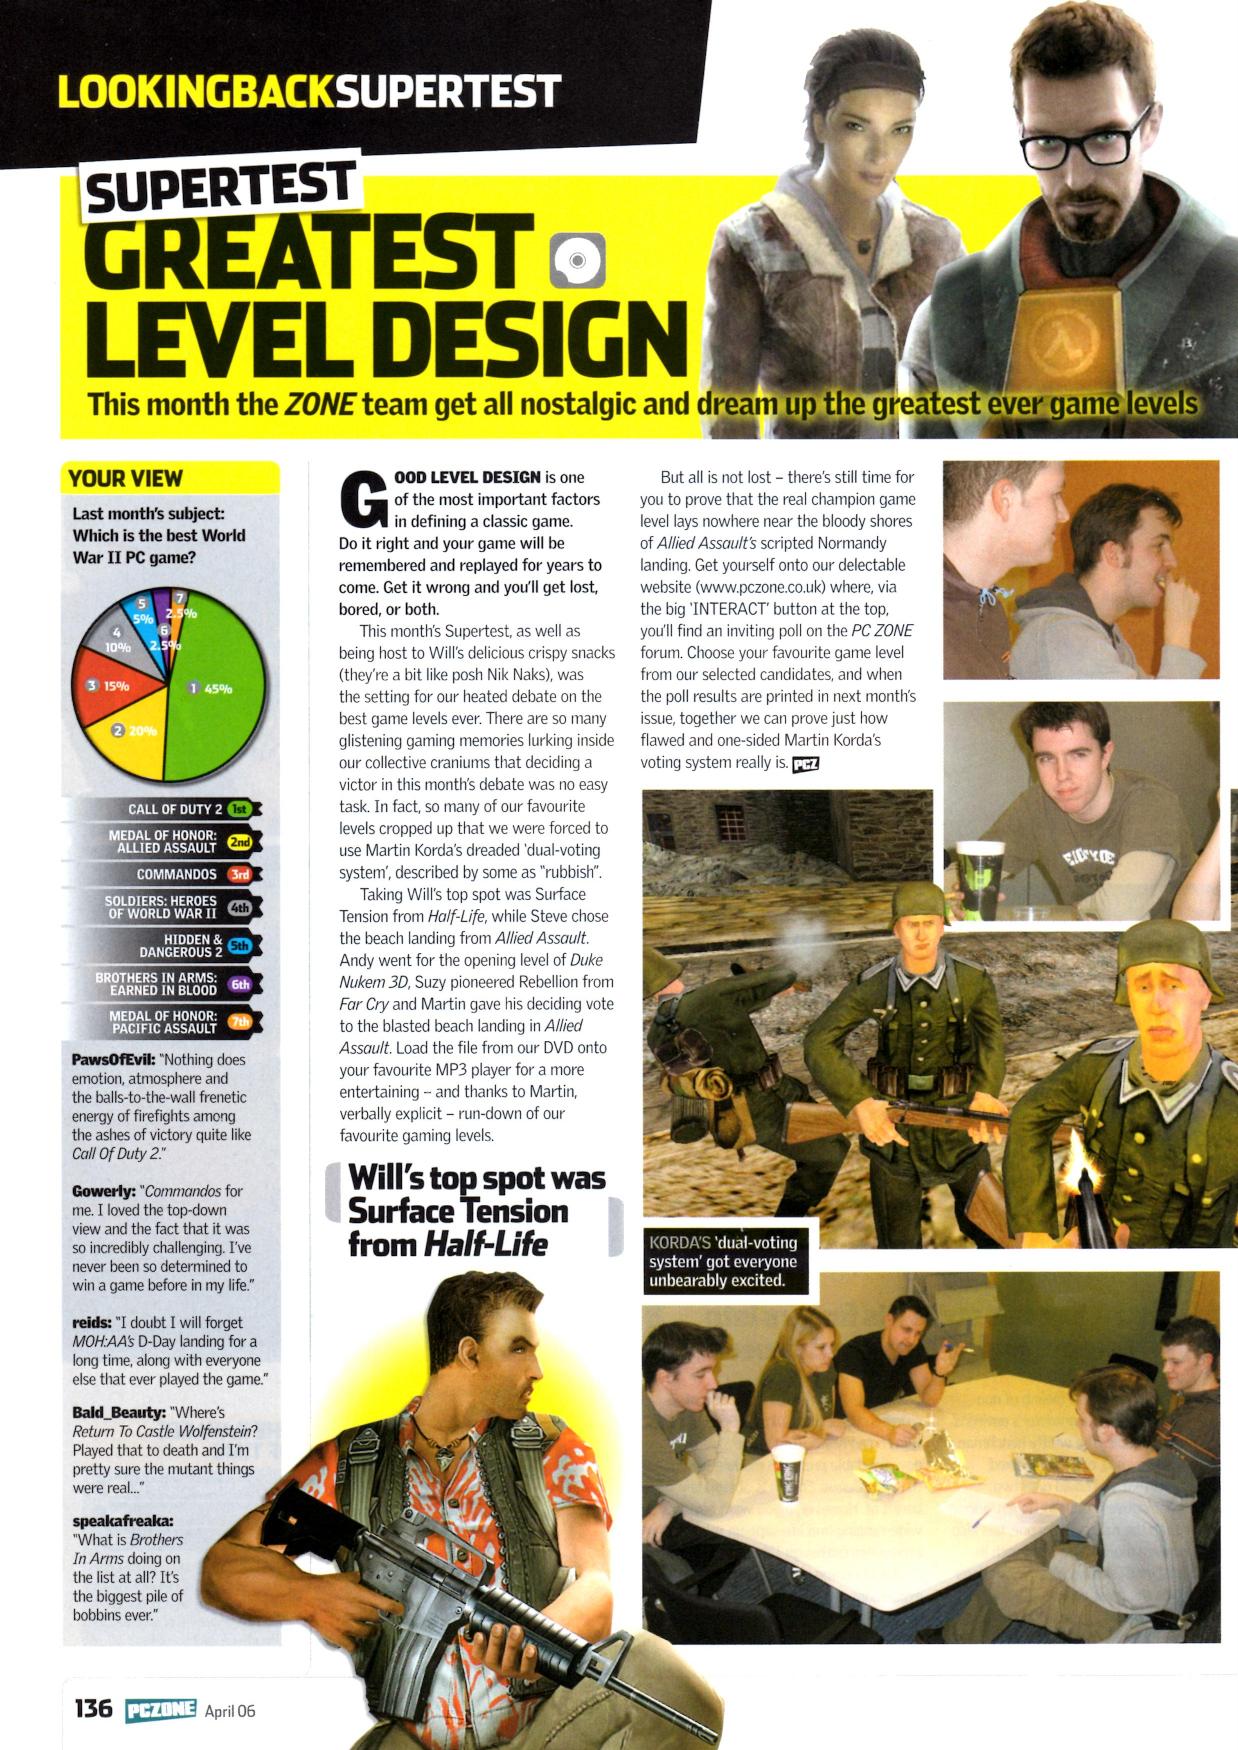 LOOKINGBACKSUPERTEST
SUPERTEST
GREATEST
LEVEL DESIGN
This month the ZONE team get all nostalgic and dream up the greatest ever game levels
YOUR VIEW
Last month's subject:
Which is the best World
War II PC game?
1 45%
2 20%
3 15%
4
10%
5
5%
6
2.5%
7
2.5%
CALL OF DUTY 2 1st
MEDAL OF HONOR:
ALLIED ASSAULT 2nd
COMMANDOS 3rd
SOLDIERS: HEROES
OF WORLD WAR II 4th
HIDDEN &
DANGEROUS 2 5th
BROTHERS IN ARMS:
EARNED IN BLOOD 6th
MEDAL OF HONOR:
PACIFIC ASSAULT 7th
PawsOfEvil: "Nothing does
emotion, atmosphere and
the balls-to-the-wall frenetic
energy of firefights among
the ashes of victory quite like
Call Of Duty 2."
Gowerly: "Commandos for
me. I loved the top-down
view and the fact that it was
so incredibly challenging. I've
never been so determined to
win a game before in my life."
reids: "I doubt I will forget
MOH:AA's D-Day landing for a
long time, along with everyone
else that ever played the game."
Bald_Beauty: "Where's
Return To Castle Wolfenstein?
Played that to death and I'm
pretty sure the mutant things
were real..."
speakafreaka:
"What is Brothers
In Arms doing on
the list at all? It's
the biggest pile of
bobbins ever."
GOOD LEVEL DESIGN is one
of the most important factors
in defining a classic game.
Do it right and your game will be
remembered and replayed for years to
come. Get it wrong and you'll get lost,
bored, or both.
This month's Supertest, as well as
being host to Will's delicious crispy snacks
(they're a bit like posh Nik Naks), was
the setting for our heated debate on the
best game levels ever. There are so many
glistening gaming memories lurking inside
our collective craniums that deciding a
victor in this month's debate was no easy
task. In fact, so many of our favourite
levels cropped up that we were forced to
use Martin Korda's dreaded 'dual-voting
system', described by some as "rubbish".
Taking Will's top spot was Surface
Tension from Half-Life, while Steve chose
the beach landing from Allied Assault.
Andy went for the opening level of Duke
Nukem 3D, Suzy pioneered Rebellion from
Far Cry and Martin gave his deciding vote
to the blasted beach landing in Allied
Assault. Load the file from our DVD onto
your favourite MP3 player for a more
entertaining – and thanks to Martin,
verbally explicit – run-down of our
favourite gaming levels.
Will's top spot was
Surface Tension
from Half-Life
But all is not lost – there's still time for
you to prove that the real champion game
level lays nowhere near the bloody shores
of Allied Assault's scripted Normandy
landing. Get yourself onto our delectable
website (www.pczone.co.uk) where, via
the big 'INTERACT' button at the top,
you'll find an inviting poll on the PC ZONE
forum. Choose your favourite game level
from our selected candidates, and when
the poll results are printed in next month's
issue, together we can prove just how
flawed and one-sided Martin Korda's
voting system really is. PCZ
KORDA'S 'dual-voting
system' got everyone
unbearably excited.
136 PCZONE April 06